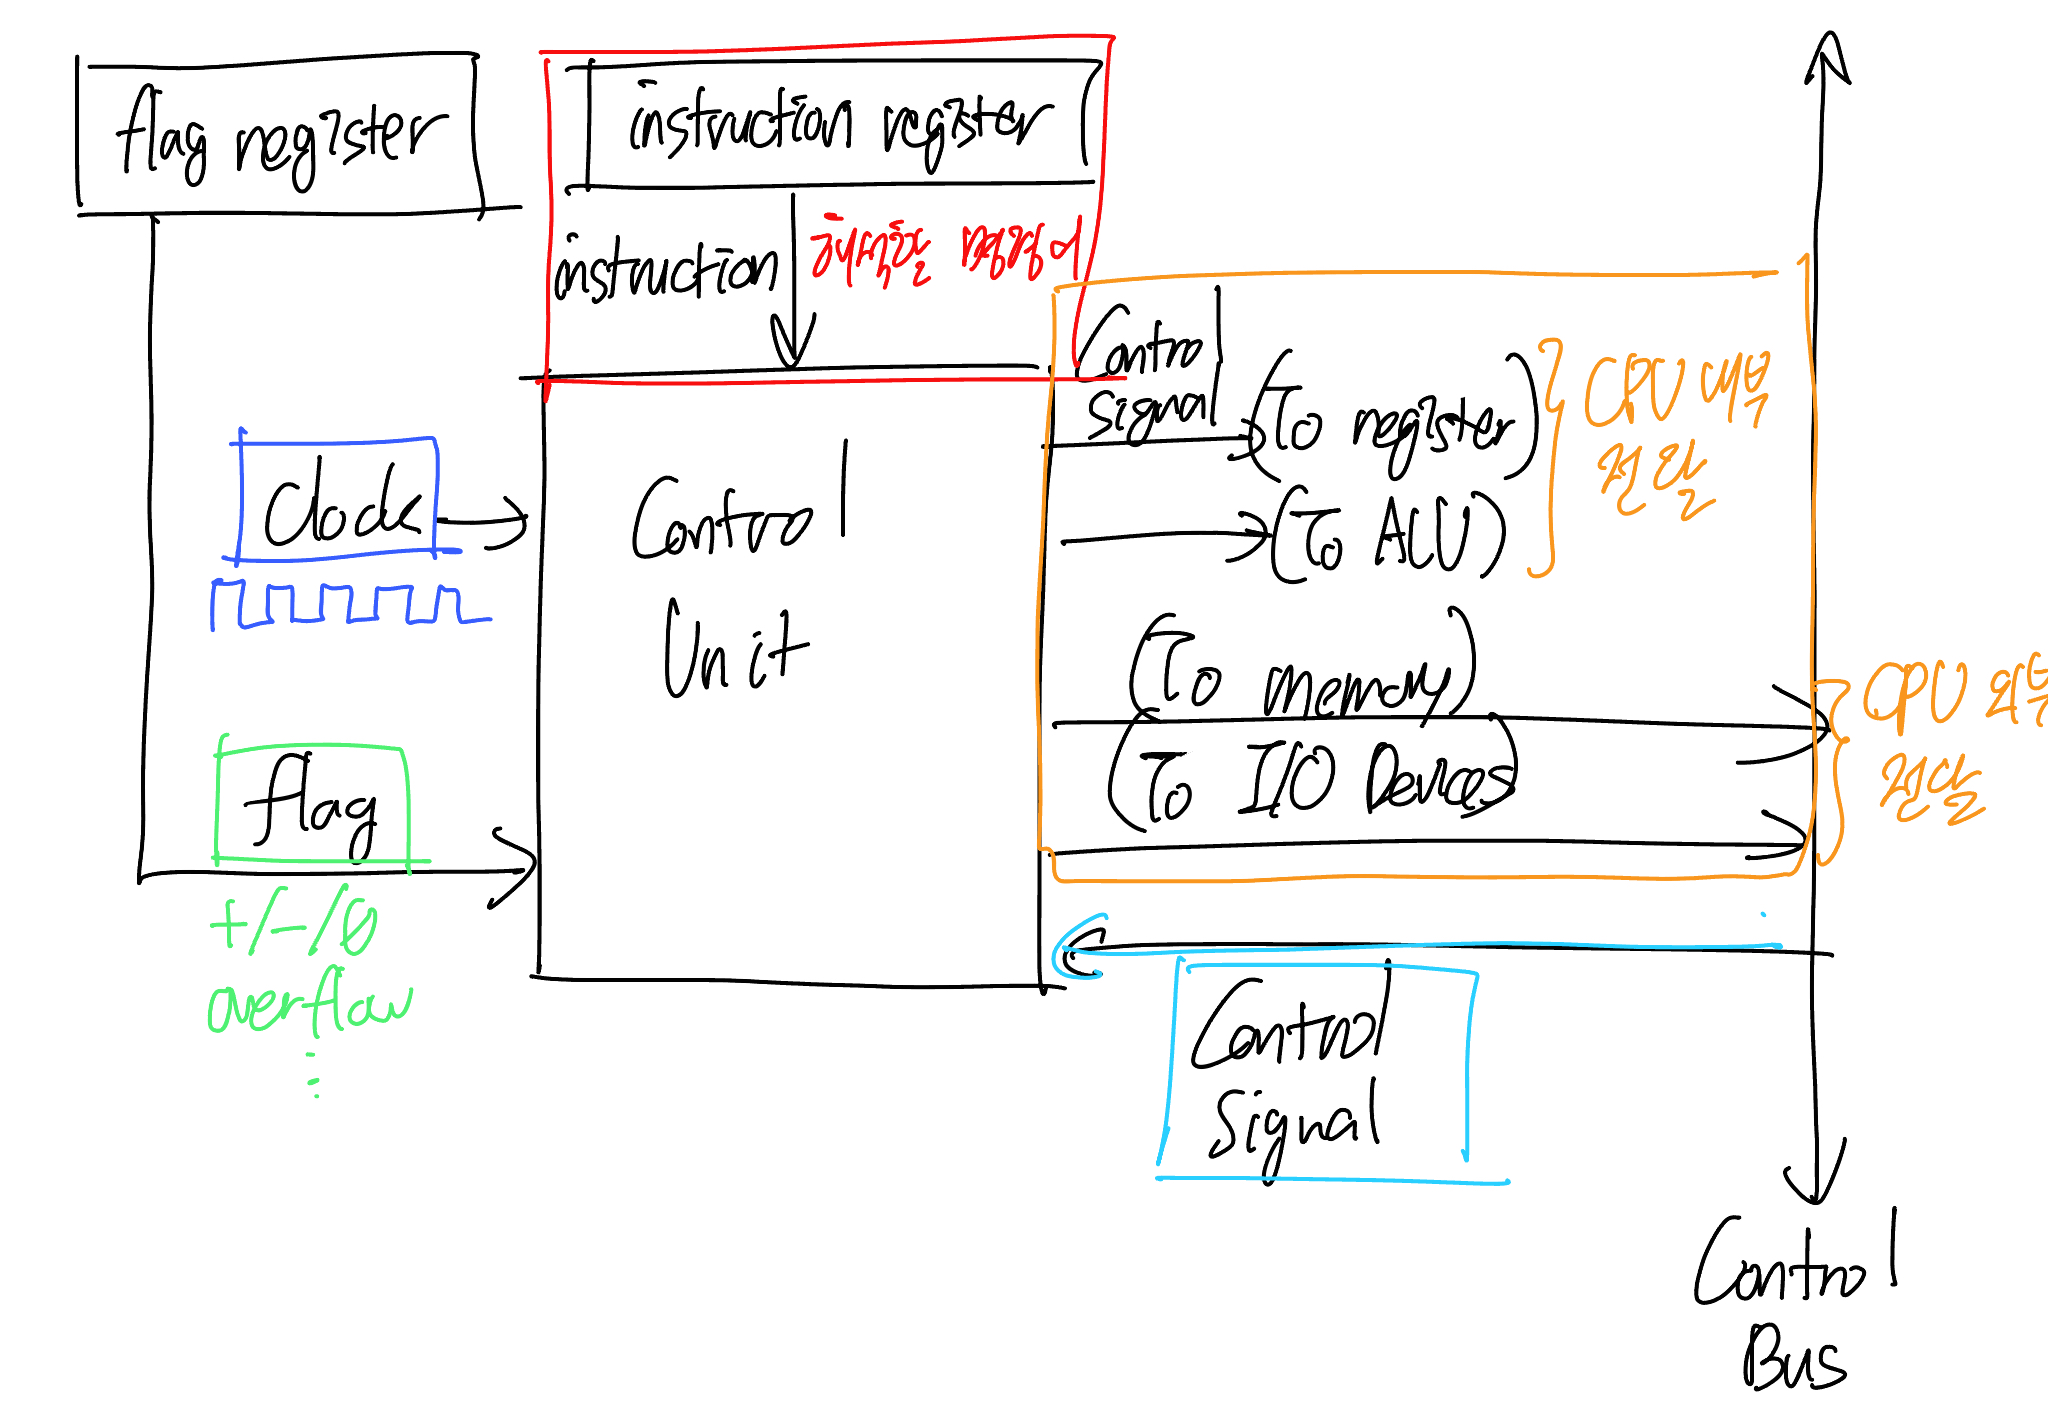 flag register
instruction register
instruction
해석할 명령어
Control
signal
(To register)
CPU 내부
전달
Clock
(To ALU)
Control
Unit
(To memory)
(To I/O Devices)
CPU 외부
전달
flag
+/-/0
overflow
Control
Signal
Control
Bus